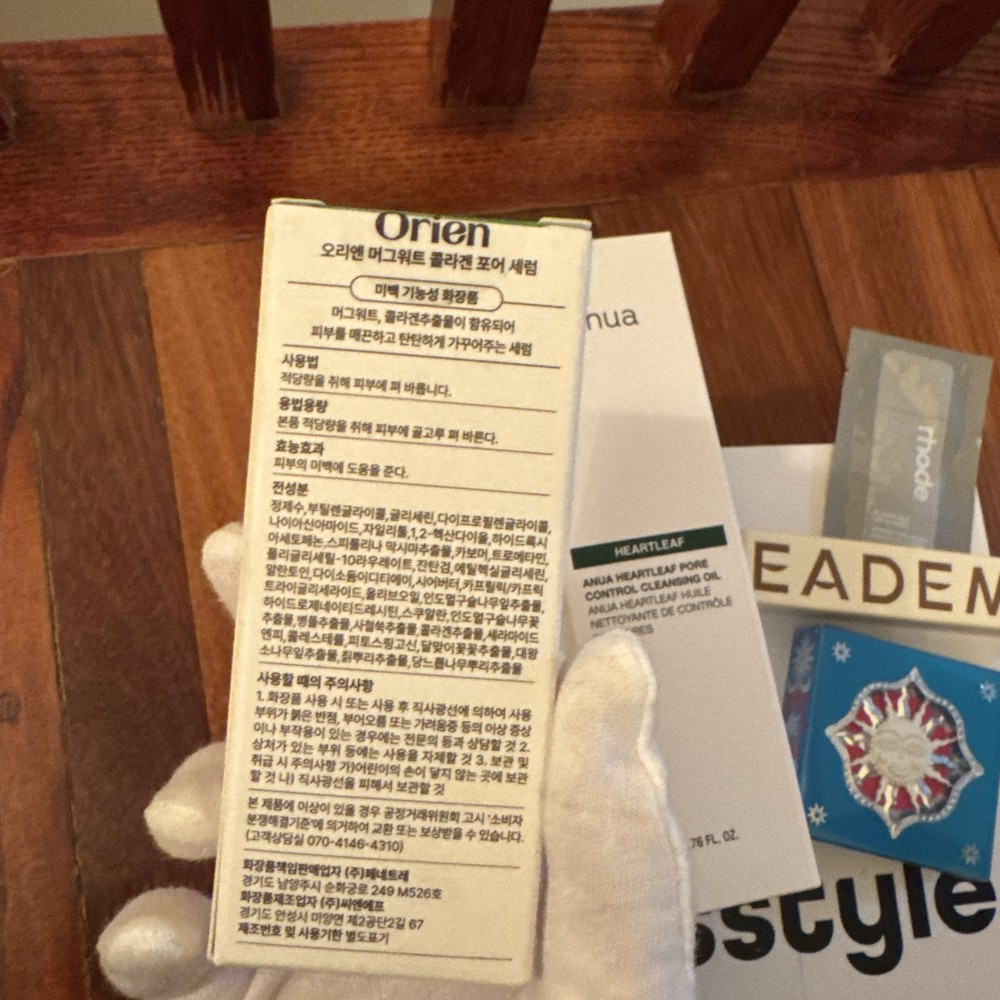 Orien
오리엔 머그워트 콜라겐 포어 세럼
미백 기능성 화장품
머그워트, 콜라겐추출물이 함유되어
피부를 매끈하고 탄탄하게 가꾸어주는 세럼
사용법
적당량을 취해 피부에 펴 바릅니다.
용법용량
본품 적당량을 취해 피부에 골고루 펴 바른다.
효능효과
피부의 미백에 도움을 준다.
전성분
정제수,부틸렌글라이콜,글리세린,다이프로필렌글라이콜,
나이아신아마이드,자일리톨,1,2-헥산다이올,하이드록시
아세토페논,스피룰리나 막시마추출물,카보머,트로메타민,
폴리글리세릴-10라우레이트,잔탄검,에틸헥실글리세린,
알란토인,다이소듐이디티에이,시어버터,카프릴릭/카프릭
트라이글리세라이드,올리브오일,인도멀구슬나무잎추출물,
하이드로제네이티드레시틴,스쿠알란,인도멀구슬나무꽃
추출물,병풀추출물,사철쑥추출물,콜라겐추출물,세라마이드
엔피,콜레스테롤,피토스핑고신,달맞이꽃꽃추출물,대왕
소나무잎추출물,칡뿌리추출물,당느릅나무뿌리추출물
사용할 때의 주의사항
1. 화장품 사용 시 또는 사용 후 직사광선에 의하여 사용
부위가 붉은 반점, 부어오름 또는 가려움증 등의 이상 증상
이나 부작용이 있는 경우에는 전문의 등과 상담할 것 2.
상처가 있는 부위 등에는 사용을 자제할 것 3. 보관 및
취급 시 주의사항 가)어린이의 손이 닿지 않는 곳에 보관
할 것 나) 직사광선을 피해서 보관할 것
본 제품에 이상이 있을 경우 공정거래위원회 고시 '소비자
분쟁해결기준'에 의거하여 교환 또는 보상받을 수 있습니다.
(고객상담실 070-4146-4310)
화장품책임판매업자 (주)페네트레
경기도 남양주시 순화궁로 249 M526호
화장품제조업자 (주)씨엔에프
경기도 안성시 미양면 제2공단2길 67
제조번호 및 사용기한 별도표기
nua
HEARTLEAF
ANUA HEARTLEAF PORE
CONTROL CLEANSING OIL
ANUA HEARTLEAF HUILE
NETTOYANTE DE CONTRÔLE
RES
.76 FL. OZ.
rhode
EADEM
sstyle